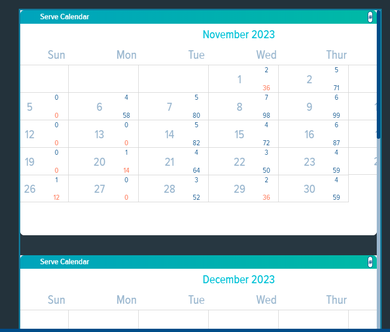 Serve Calendar
November 2023
Sun Mon Tue Wed Thur
1 2 36 2 5 71
5 0 0 6 4 58 7 5 80 8 7 98 9 6 99
12 0 0 13 0 0 14 5 82 15 4 72 16 6 87
19 0 0 20 1 14 21 4 64 22 3 50 23 4 59
26 1 12 27 0 0 28 3 52 29 2 36 30 4 59
Serve Calendar
December 2023
Sun Mon Tue Wed Thur